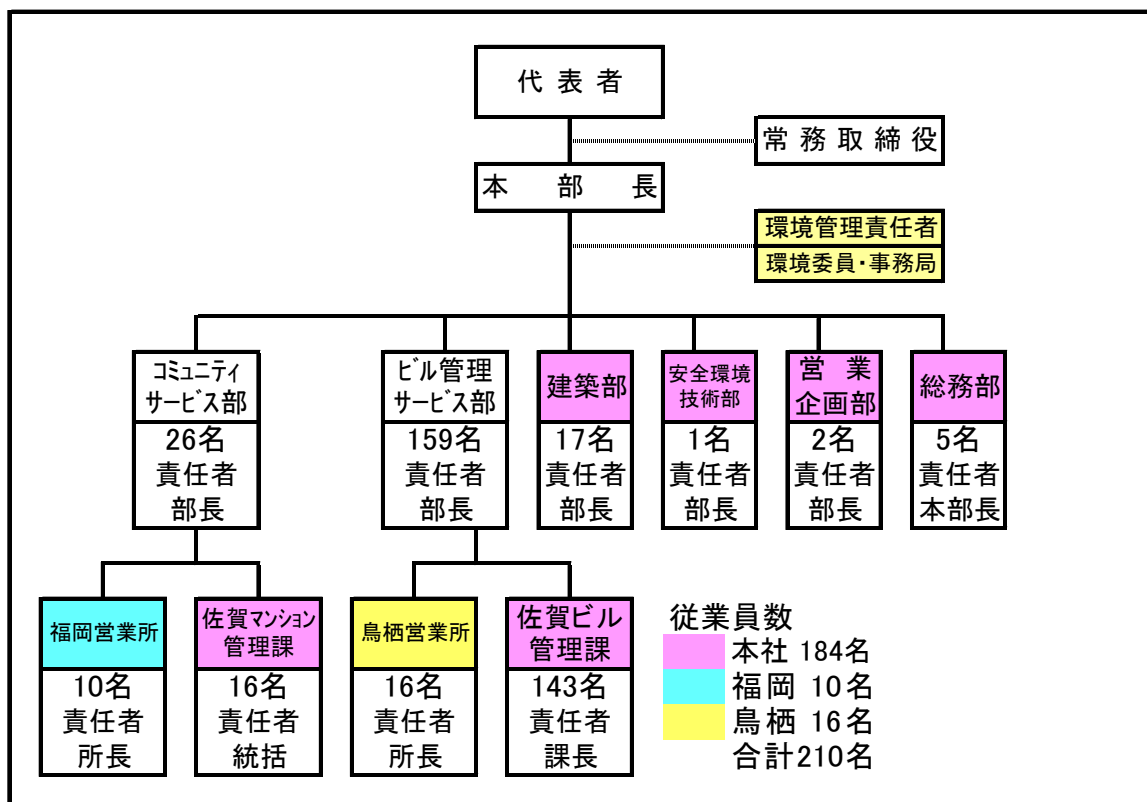 代表者
常務取締役
本部長
環境管理責任者
環境委員・事務局
コミュニティ
サービス部
26名
責任者
部長
ビル管理
サービス部
159名
責任者
部長
建築部
17名
責任者
部長
安全環境
技術部
1名
責任者
部長
営業
企画部
2名
責任者
部長
総務部
5名
責任者
本部長
福岡営業所
10名
責任者
所長
佐賀マンション
管理課
16名
責任者
統括
鳥栖営業所
16名
責任者
所長
佐賀ビル
管理課
143名
責任者
課長
従業員数
本社 184名
福岡 10名
鳥栖 16名
合計210名